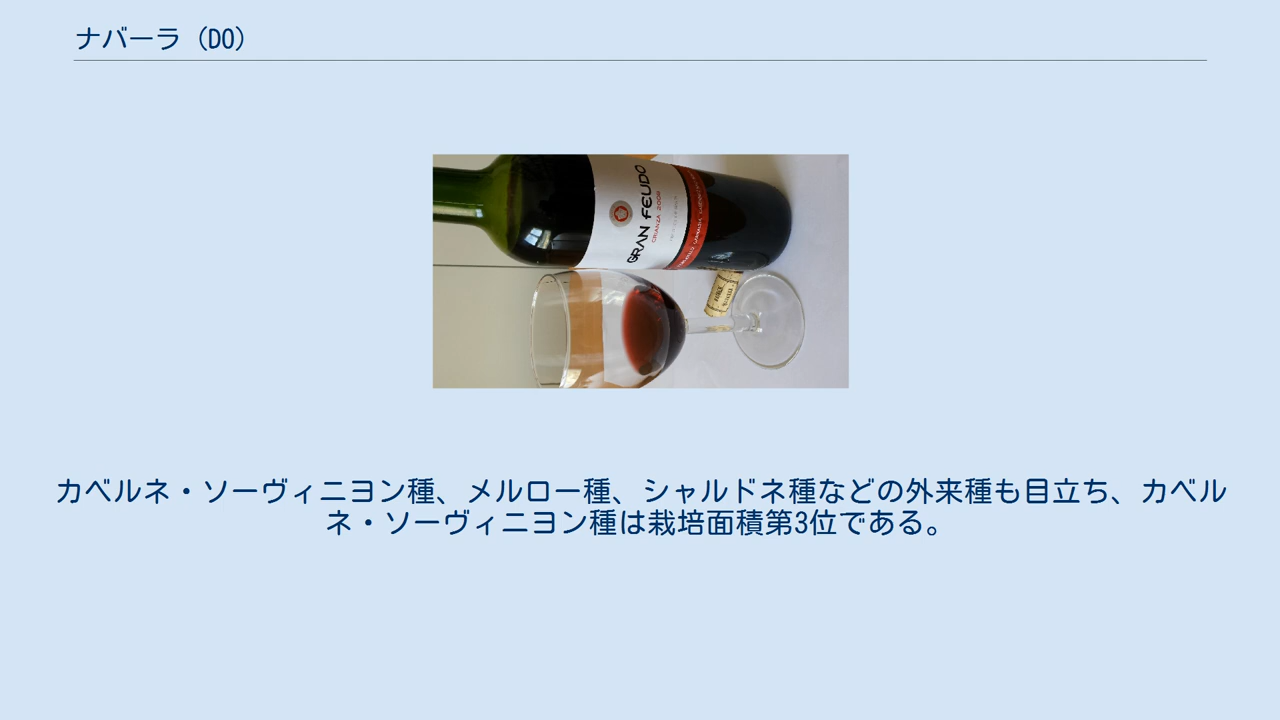 ナバーラ (DO)
GRAN FEUDO
CRIANZA 2008
カベルネ・ソーヴィニヨン種、メルロー種、シャルドネ種などの外来種も目立ち、カベル
ネ・ソーヴィニヨン種は栽培面積第3位である。